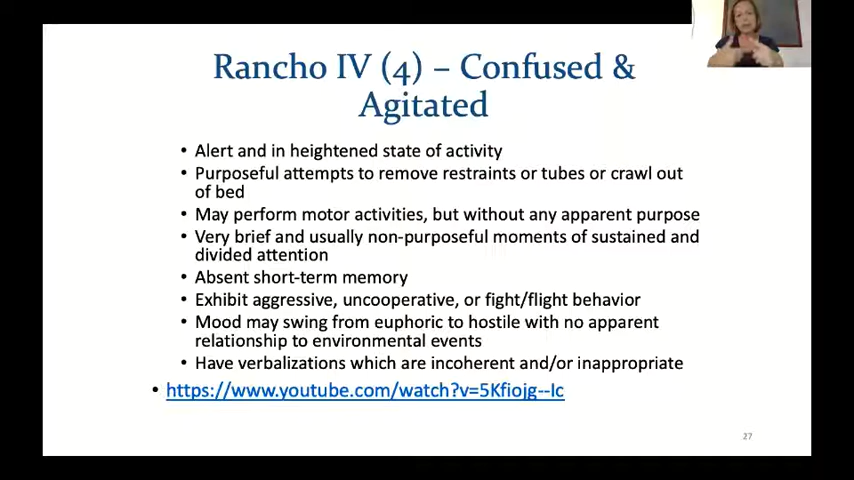 Rancho IV (4) – Confused &
Agitated
• Alert and in heightened state of activity
• Purposeful attempts to remove restraints or tubes or crawl out
of bed
• May perform motor activities, but without any apparent purpose
• Very brief and usually non-purposeful moments of sustained and
divided attention
• Absent short-term memory
• Exhibit aggressive, uncooperative, or fight/flight behavior
• Mood may swing from euphoric to hostile with no apparent
relationship to environmental events
• Have verbalizations which are incoherent and/or inappropriate
• https://www.youtube.com/watch?v=5Kfiojg--Ic
27